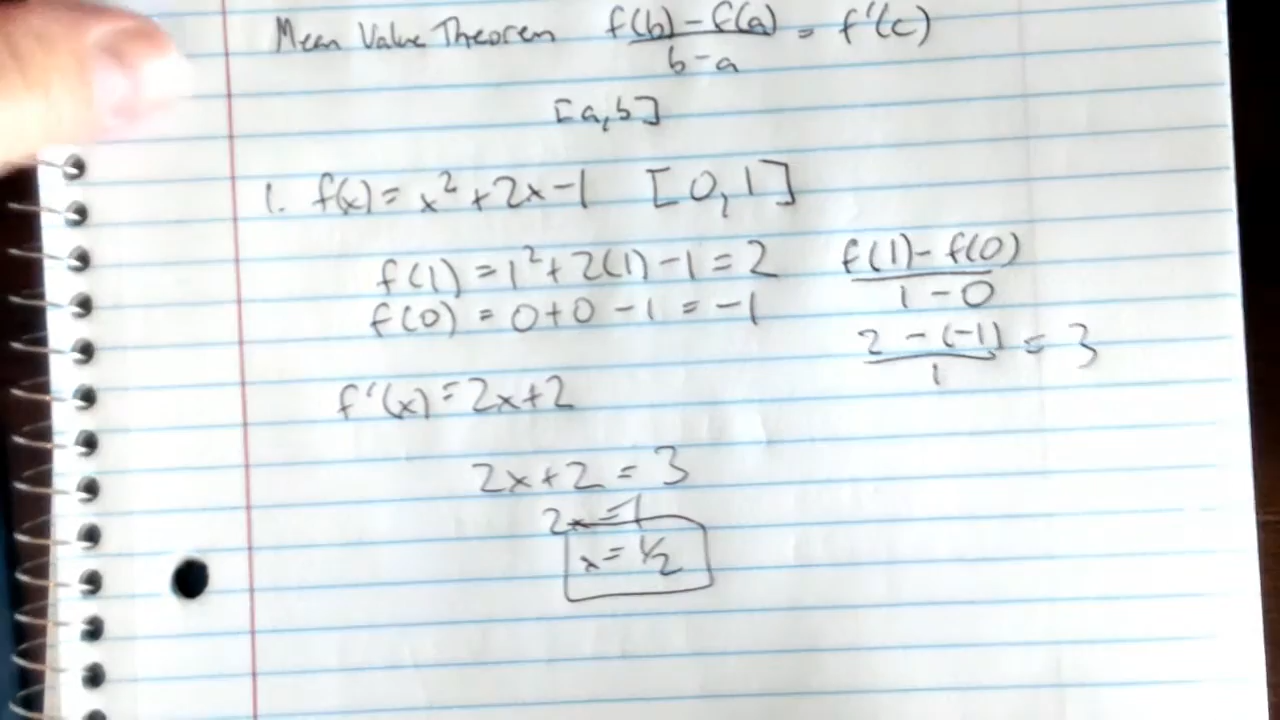 Mean Value Theorem f(b)-f(a)/b-a = f'(c)
[a,b]
1. f(x) = x²+2x-1 [0,1]
f(1) = 1²+2(1)-1 = 2 f(1)-f(0)/1-0
f(0) = 0+0-1 = -1 2-(-1)/1 = 3
f'(x) = 2x+2
2x+2 = 3
2x = 1
x = 1/2